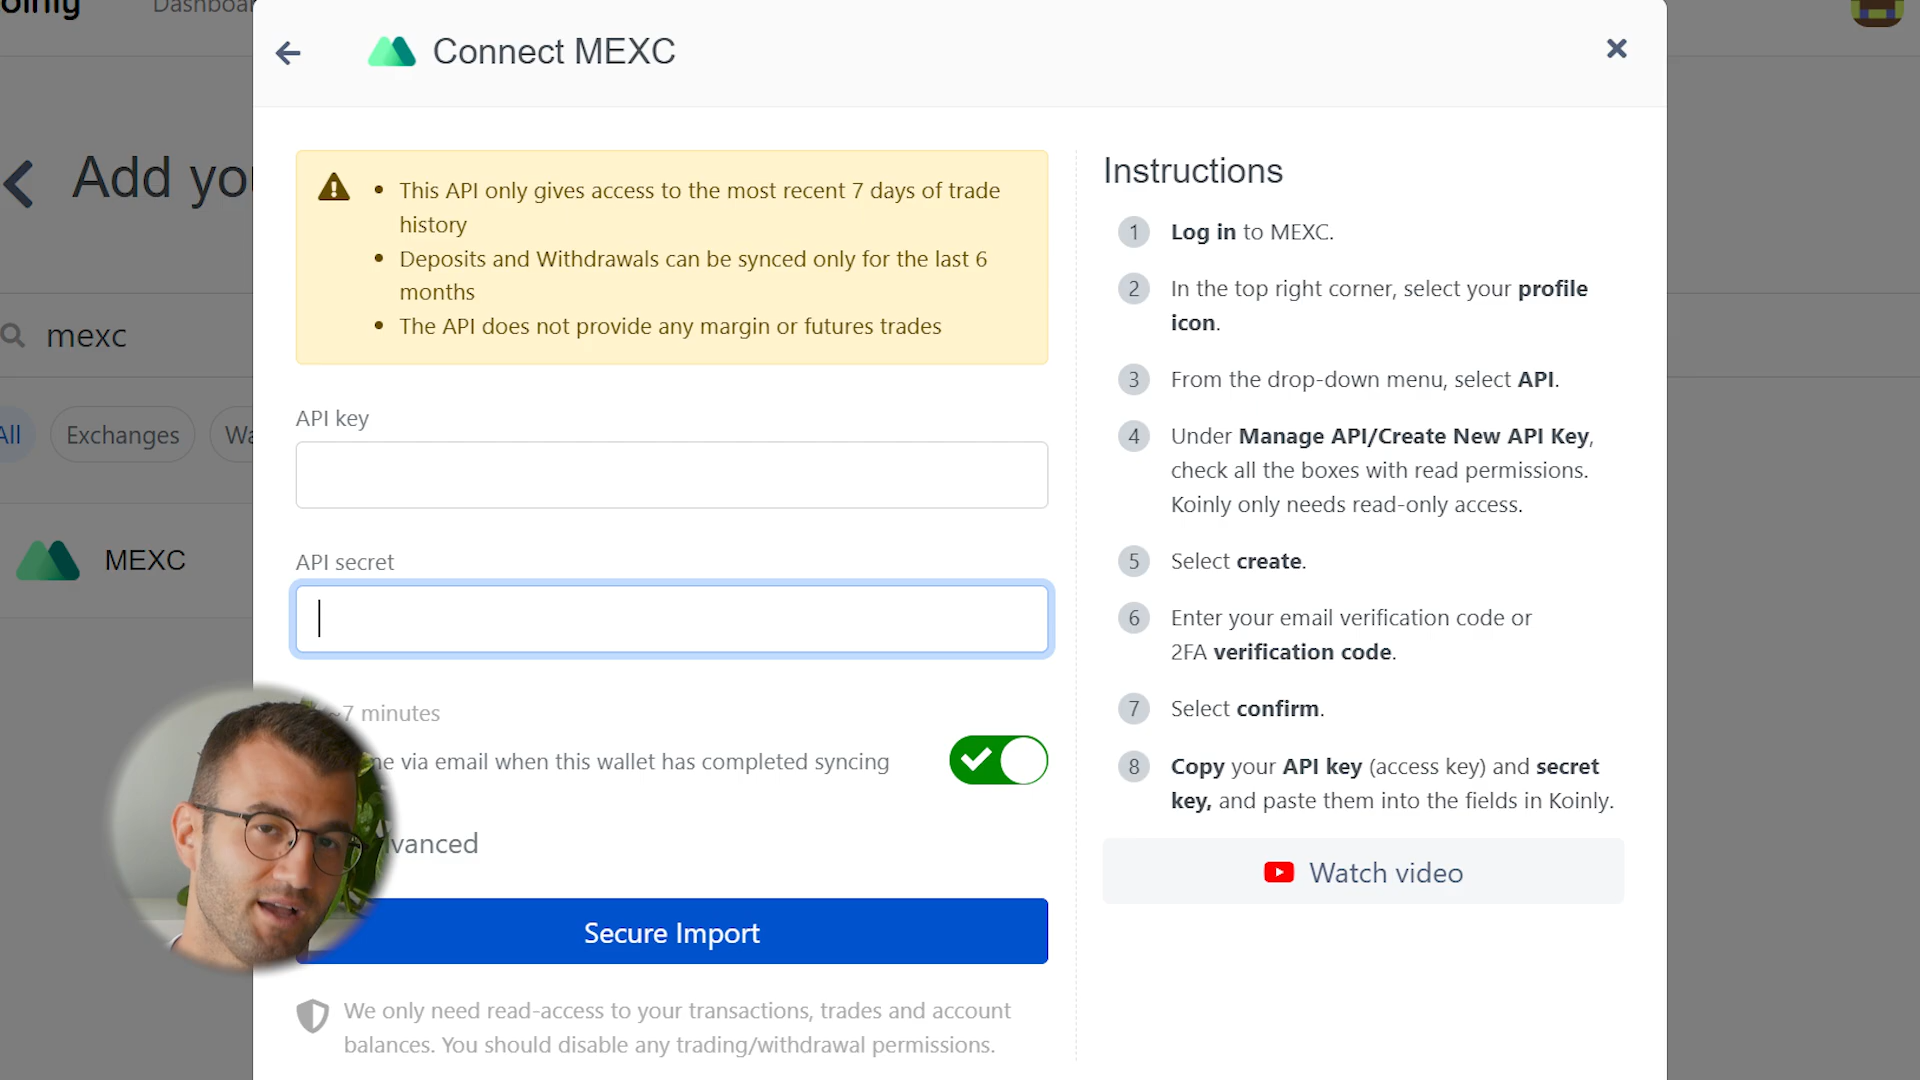 Connect MEXC
Add yo
mexc
All
Exchanges
MEXC
This API only gives access to the most recent 7 days of trade
history
Deposits and Withdrawals can be synced only for the last 6
months
The API does not provide any margin or futures trades
API key
API secret
~7 minutes
me via email when this wallet has completed syncing
vanced
Secure Import
We only need read-access to your transactions, trades and account
balances. You should disable any trading/withdrawal permissions.
Instructions
1 Log in to MEXC.
2 In the top right corner, select your profile
icon.
3 From the drop-down menu, select API.
4 Under Manage API/Create New API Key,
check all the boxes with read permissions.
Koinly only needs read-only access.
5 Select create.
6 Enter your email verification code or
2FA verification code.
7 Select confirm.
8 Copy your API key (access key) and secret
key, and paste them into the fields in Koinly.
Watch video